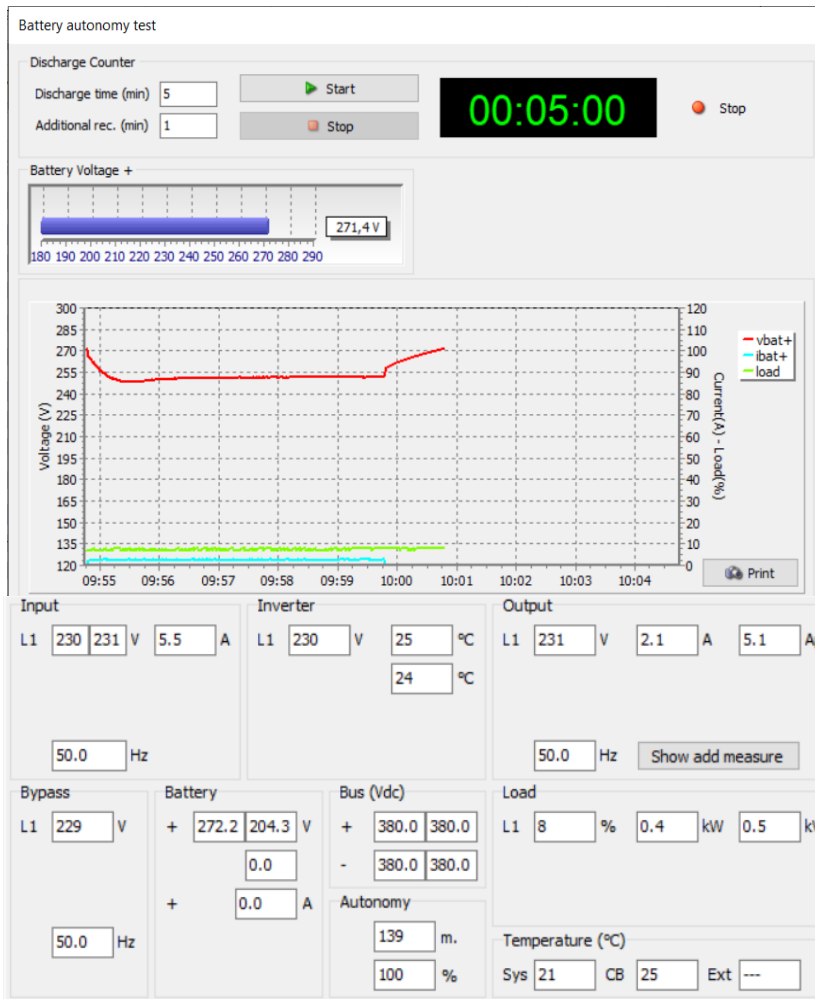 Battery autonomy test
Discharge Counter
Discharge time (min) 5 Start
00:05:00 Stop
Additional rec. (min) 1 Stop
Battery Voltage +
271,4 V
180 190 200 210 220 230 240 250 260 270 280 290
300 120
285 110
270 100
255 90
240 80
225 70
210 60
195 50
180 40
165 30
150 20
135 10
120 0
Voltage (V)
Current(A) - Load(%)
vbat+
ibat+
load
09:55 09:56 09:57 09:58 09:59 10:00 10:01 10:02 10:03 10:04
Print
Input Inverter Output
L1 230 231 V 5.5 A L1 230 V 25 ºC L1 231 V 2.1 A 5.1
24 ºC
50.0 Hz 50.0 Hz Show add measure
Bypass Battery Bus (Vdc) Load
L1 229 V + 272.2 204.3 V + 380.0 380.0 L1 8 % 0.4 kW 0.5
0.0 - 380.0 380.0
+ 0.0 A Autonomy
50.0 Hz 139 m. Temperature (ºC)
100 % Sys 21 CB 25 Ext ---